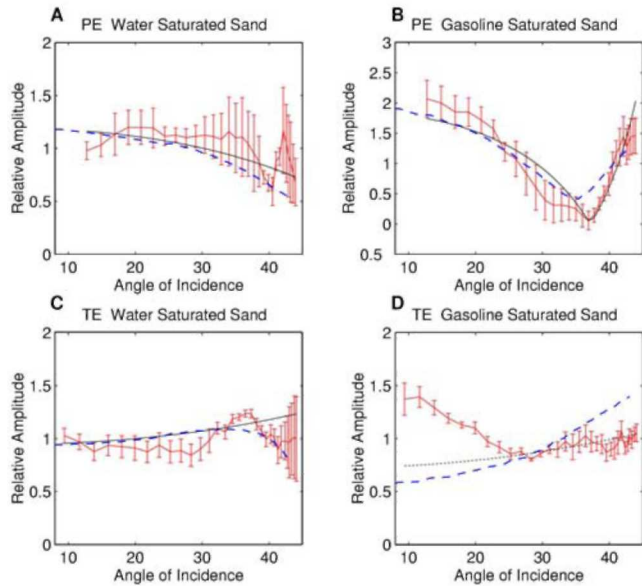 A PE Water Saturated Sand
2
1.5
1
0.5
0
Relative Amplitude
10 20 30 40
Angle of Incidence
B PE Gasoline Saturated Sand
3
2.5
2
1.5
1
0.5
0
0.5
Relative Amplitude
10 20 30 40
Angle of Incidence
C TE Water Saturated Sand
2
1.5
1
0.5
0
Relative Amplitude
10 20 30 40
Angle of Incidence
D TE Gasoline Saturated Sand
2
1.5
1
0.5
0
Relative Amplitude
10 20 30 40
Angle of Incidence